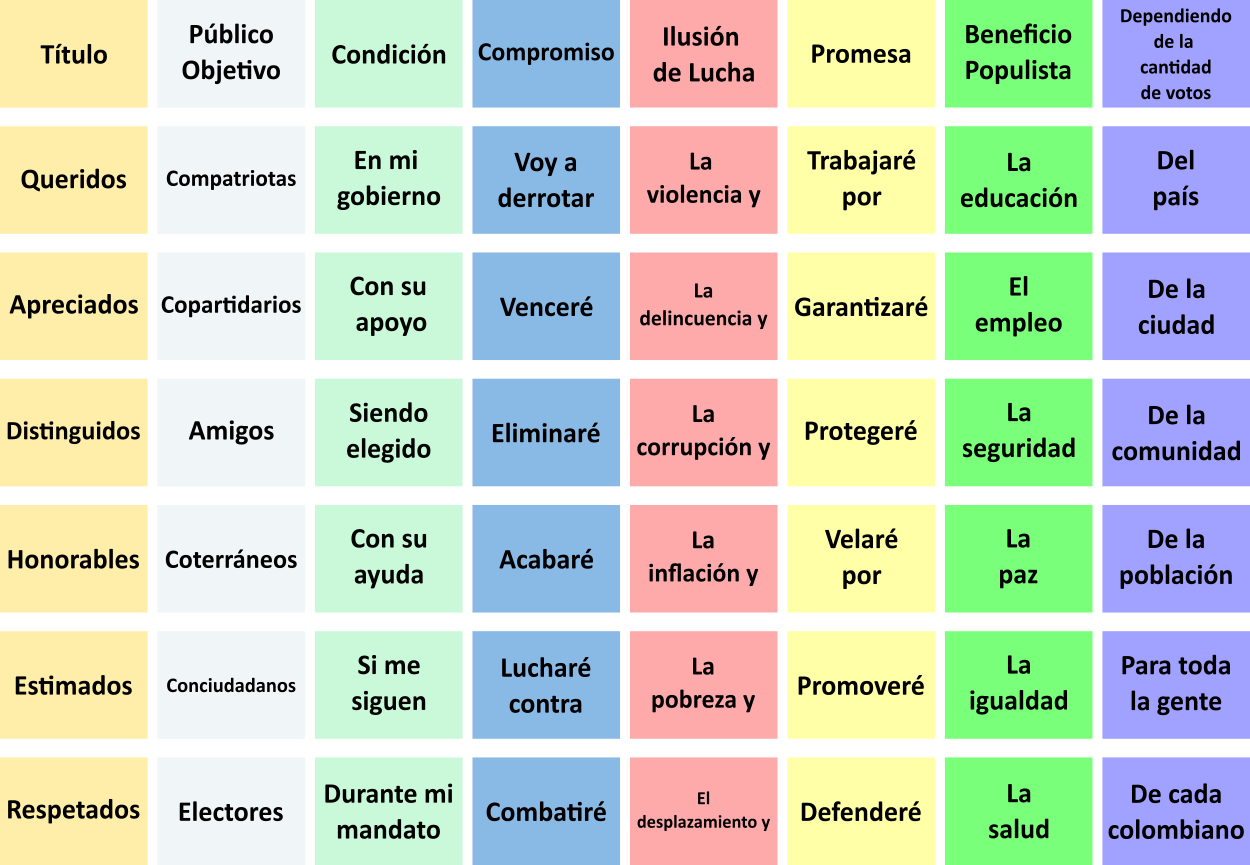 Título
Público
Objetivo
Condición
Compromiso
Ilusión
de Lucha
Promesa
Beneficio
Populista
Dependiendo
de la
cantidad
de votos
Queridos
Compatriotas
En mi
gobierno
Voy a
derrotar
La
violencia y
Trabajaré
por
La
educación
Del
país
Apreciados
Copartidarios
Con su
apoyo
Venceré
La
delincuencia y
Garantizaré
El
empleo
De la
ciudad
Distinguidos
Amigos
Siendo
elegido
Eliminaré
La
corrupción y
Protegeré
La
seguridad
De la
comunidad
Honorables
Coterráneos
Con su
ayuda
Acabaré
La
inflación y
Velaré
por
La
paz
De la
población
Estimados
Conciudadanos
Si me
siguen
Lucharé
contra
La
pobreza y
Promoveré
La
igualdad
Para toda
la gente
Respetados
Electores
Durante mi
mandato
Combatiré
El
desplazamiento y
Defenderé
La
salud
De cada
colombiano